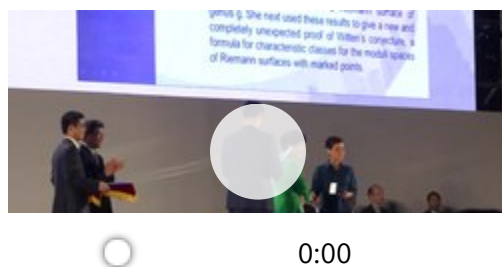 genus g. She next used these results to give a new and
completely unexpected proof of Witten's conjecture, a
formula for characteristic classes for the moduli spaces
of Riemann surfaces with marked points.
0:00